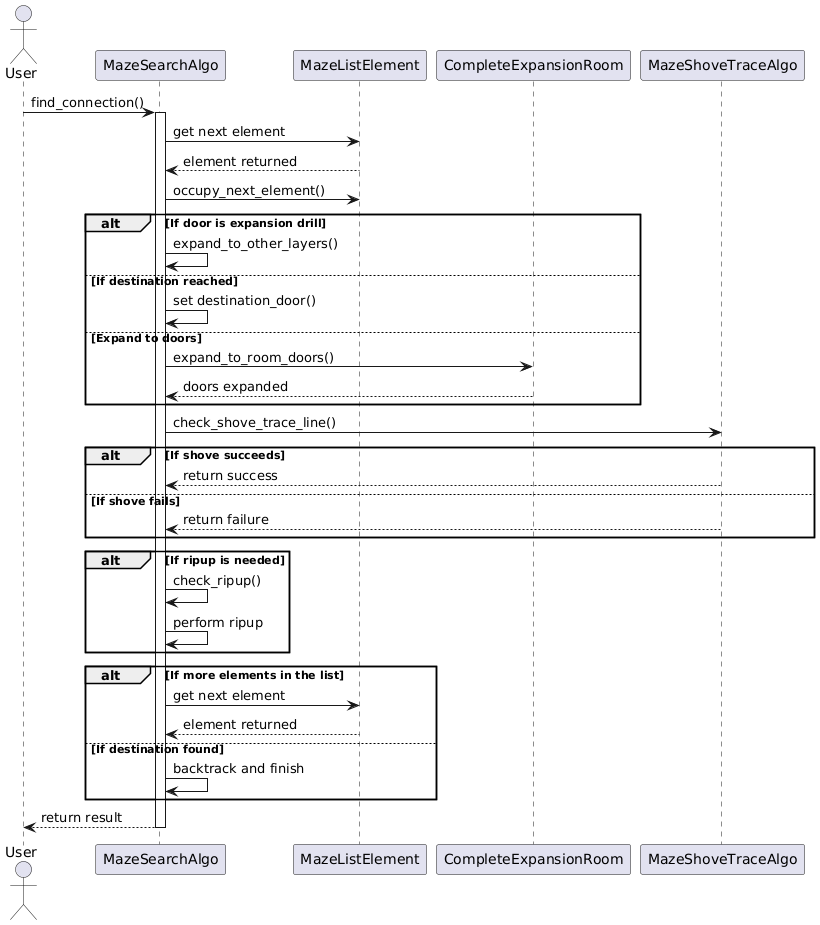 User
MazeSearchAlgo
MazeListElement
CompleteExpansionRoom
MazeShoveTraceAlgo
find_connection()
get next element
element returned
occupy_next_element()
alt
[If door is expansion drill]
expand_to_other_layers()
[If destination reached]
set destination_door()
[Expand to doors]
expand_to_room_doors()
doors expanded
check_shove_trace_line()
alt
[If shove succeeds]
return success
[If shove fails]
return failure
alt
[If ripup is needed]
check_ripup()
perform ripup
alt
[If more elements in the list]
get next element
element returned
[If destination found]
backtrack and finish
return result
User
MazeSearchAlgo
MazeListElement
CompleteExpansionRoom
MazeShoveTraceAlgo